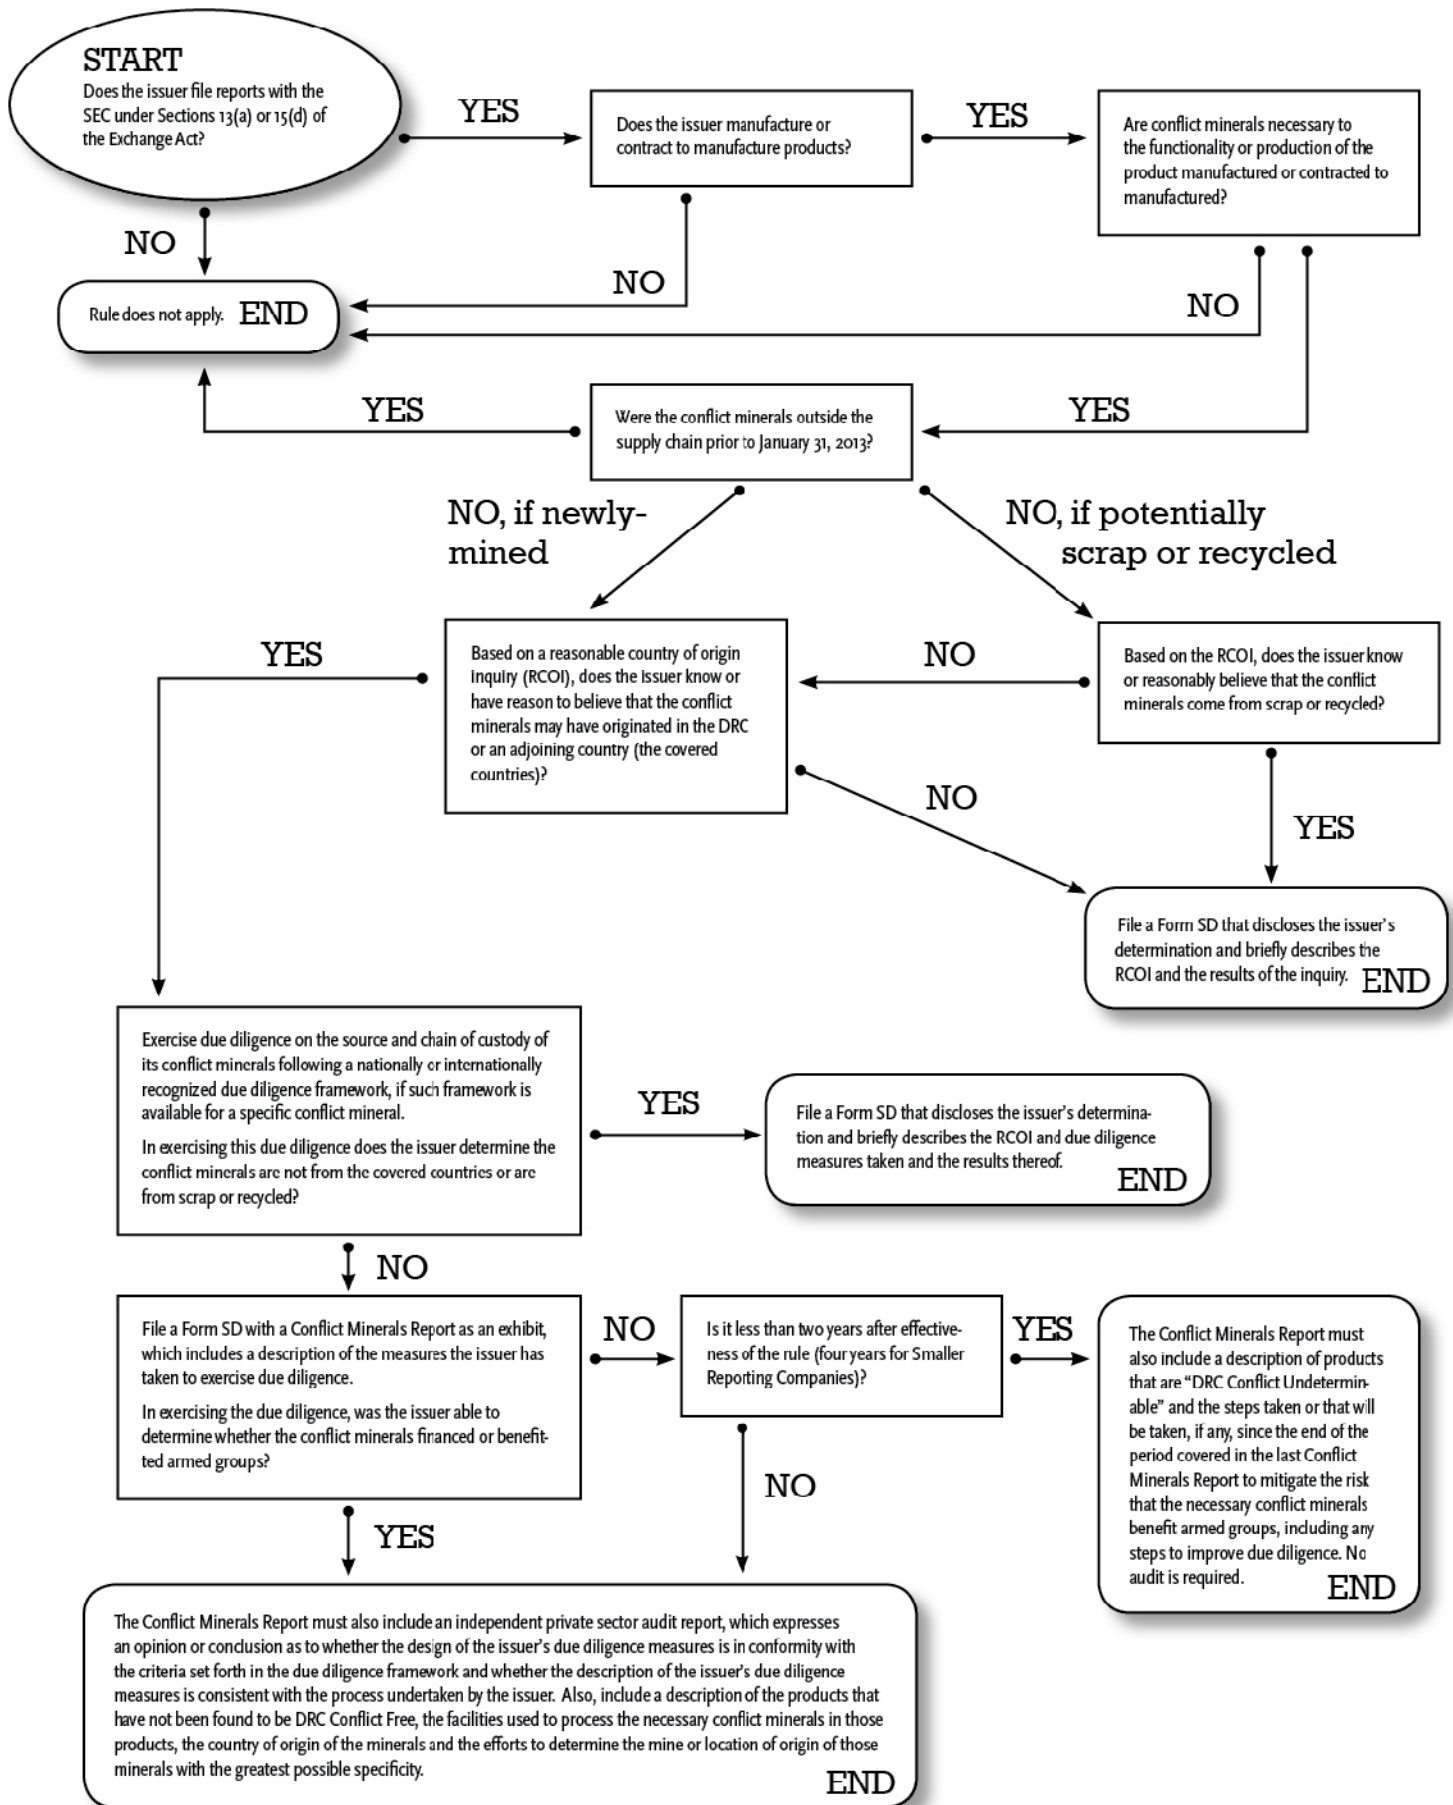 START
Does the issuer file reports with the
SEC under Sections 13(a) or 15(d) of
the Exchange Act?
YES
Does the issuer manufacture or
contract to manufacture products?
YES
Are conflict minerals necessary to
the functionality or production of the
product manufactured or contracted to
manufactured?
NO
NO
NO
Rule does not apply. END
YES
Were the conflict minerals outside the
supply chain prior to January 31, 2013?
YES
NO, if newly-
mined
NO, if potentially
scrap or recycled
YES
Based on a reasonable country of origin
inquiry (RCOI), does the issuer know or
have reason to believe that the conflict
minerals may have originated in the DRC
or an adjoining country (the covered
countries)?
NO
Based on the RCOI, does the issuer know
or reasonably believe that the conflict
minerals come from scrap or recycled?
NO
YES
File a Form SD that discloses the issuer's
determination and briefly describes the
RCOI and the results of the inquiry. END
Exercise due diligence on the source and chain of custody of
its conflict minerals following a nationally or internationally
recognized due diligence framework, if such framework is
available for a specific conflict mineral.
In exercising this due diligence does the issuer determine the
conflict minerals are not from the covered countries or are
from scrap or recycled?
YES
File a Form SD that discloses the issuer's determina-
tion and briefly describes the RCOI and due diligence
measures taken and the results thereof.
END
NO
File a Form SD with a Conflict Minerals Report as an exhibit,
which includes a description of the measures the issuer has
taken to exercise due diligence.
In exercising the due diligence, was the issuer able to
determine whether the conflict minerals financed or benefit-
ted armed groups?
NO
Is it less than two years after effective-
ness of the rule (four years for Smaller
Reporting Companies)?
YES
The Conflict Minerals Report must
also include a description of products
that are "DRC Conflict Undetermin-
able" and the steps taken or that will
be taken, if any, since the end of the
period covered in the last Conflict
Minerals Report to mitigate the risk
that the necessary conflict minerals
benefit armed groups, including any
steps to improve due diligence. No
audit is required.
END
YES
NO
The Conflict Minerals Report must also include an independent private sector audit report, which expresses
an opinion or conclusion as to whether the design of the issuer's due diligence measures is in conformity with
the criteria set forth in the due diligence framework and whether the description of the issuer's due diligence
measures is consistent with the process undertaken by the issuer. Also, include a description of the products that
have not been found to be DRC Conflict Free, the facilities used to process the necessary conflict minerals in those
products, the country of origin of the minerals and the efforts to determine the mine or location of origin of those
minerals with the greatest possible specificity.
END